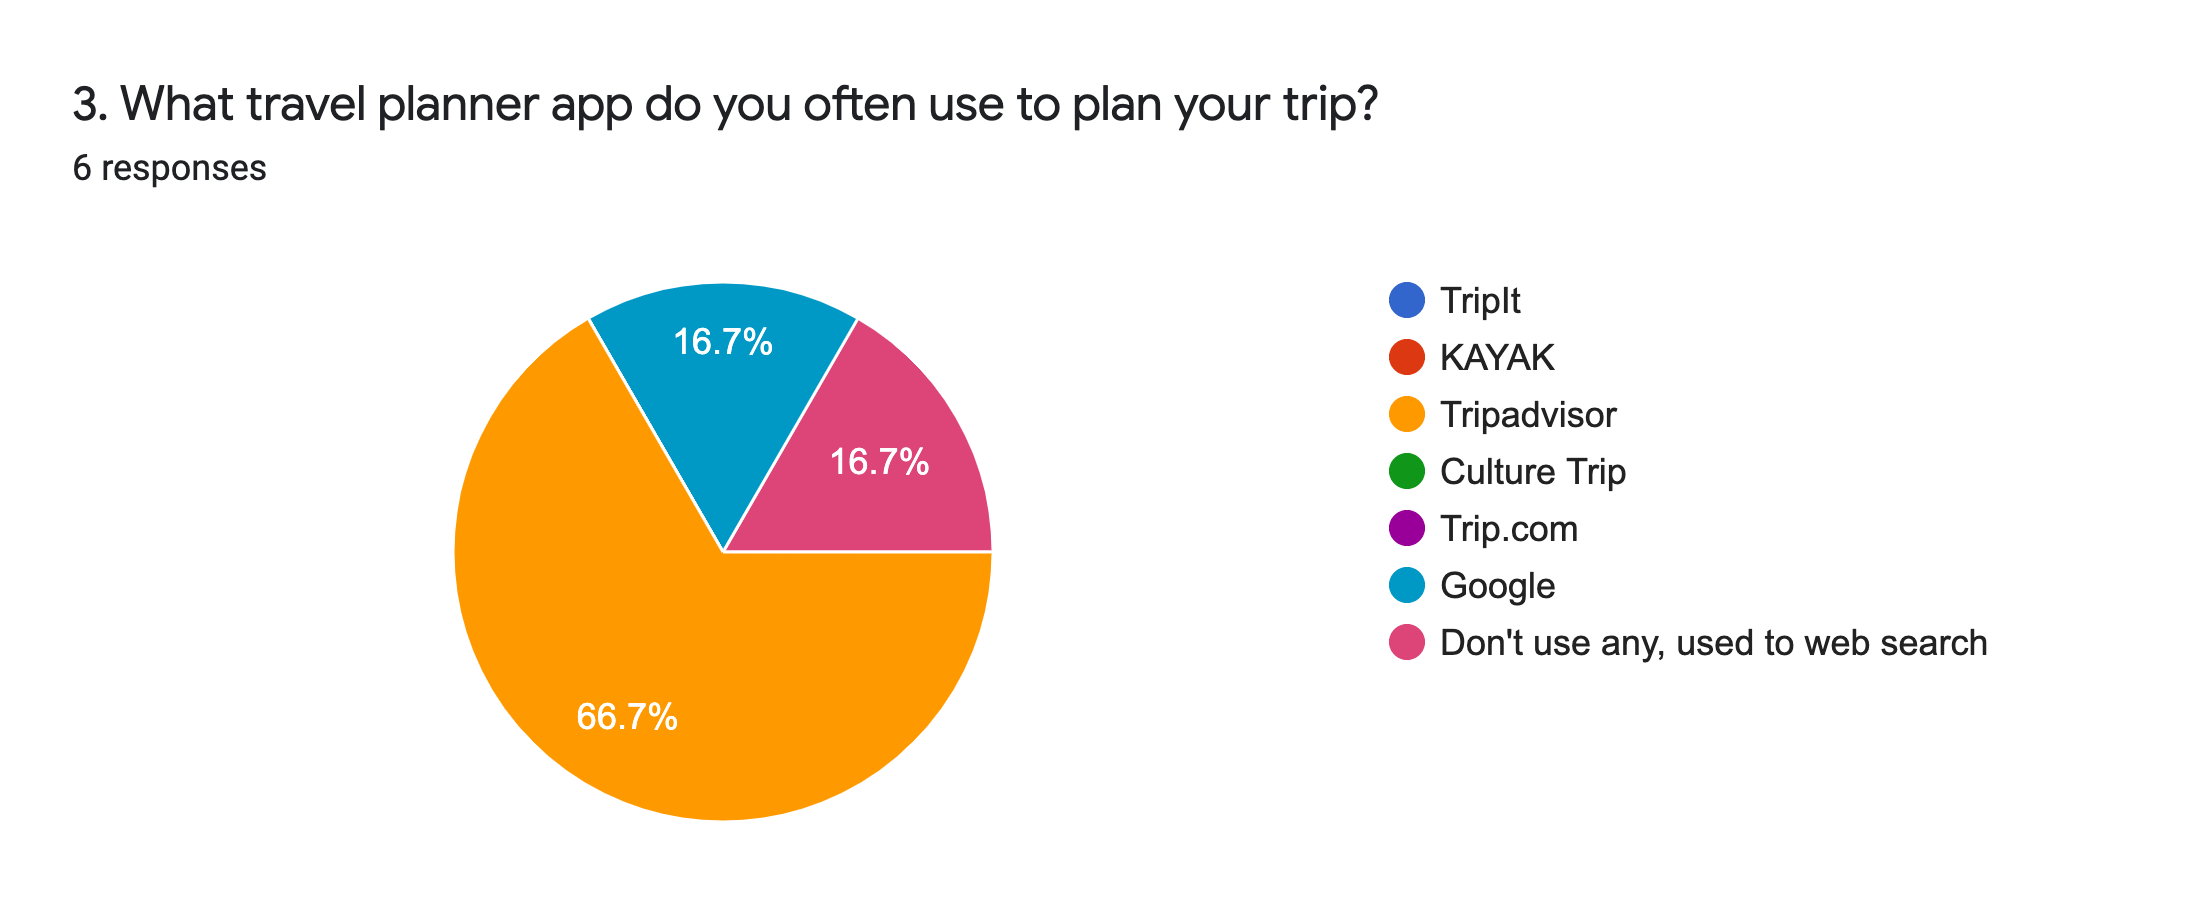 3. What travel planner app do you often use to plan your trip?
6 responses
16.7%
16.7%
66.7%
TripIt
KAYAK
Tripadvisor
Culture Trip
Trip.com
Google
Don't use any, used to web search